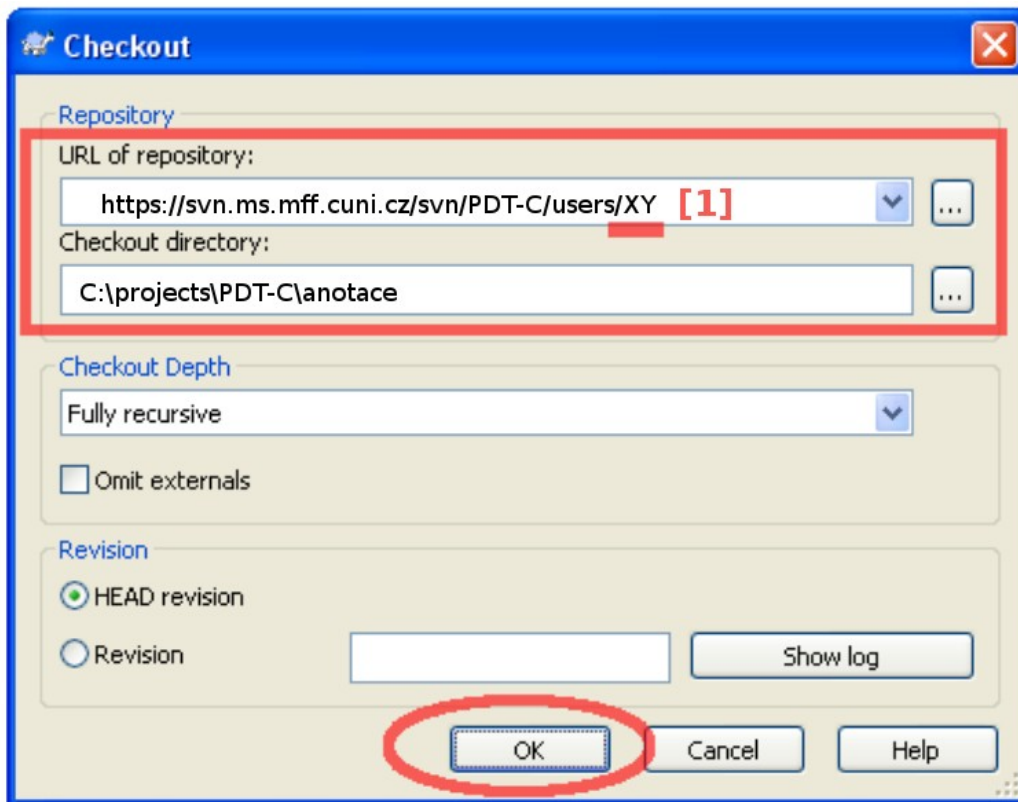 Checkout
Repository
URL of repository:
https://svn.ms.mff.cuni.cz/svn/PDT-C/users/XY [1]
...
Checkout directory:
C:\projects\PDT-C\anotace
...
Checkout Depth
Fully recursive
Omit externals
Revision
HEAD revision
Revision
Show log
OK Cancel Help